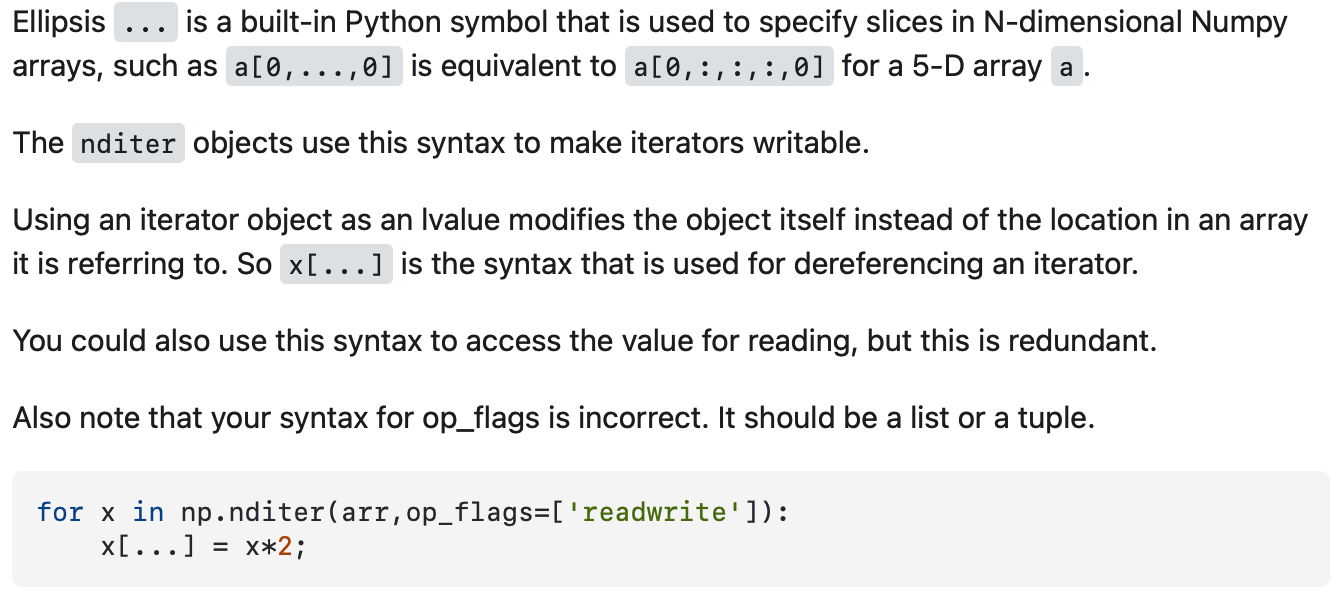 Ellipsis ... is a built-in Python symbol that is used to specify slices in N-dimensional Numpy
arrays, such as a[0,...,0] is equivalent to a[0,:,:,:,0] for a 5-D array a.
The nditer objects use this syntax to make iterators writable.
Using an iterator object as an lvalue modifies the object itself instead of the location in an array
it is referring to. So x[...] is the syntax that is used for dereferencing an iterator.
You could also use this syntax to access the value for reading, but this is redundant.
Also note that your syntax for op_flags is incorrect. It should be a list or a tuple.
for x in np.nditer(arr,op_flags=['readwrite']):
    x[...] = x*2;